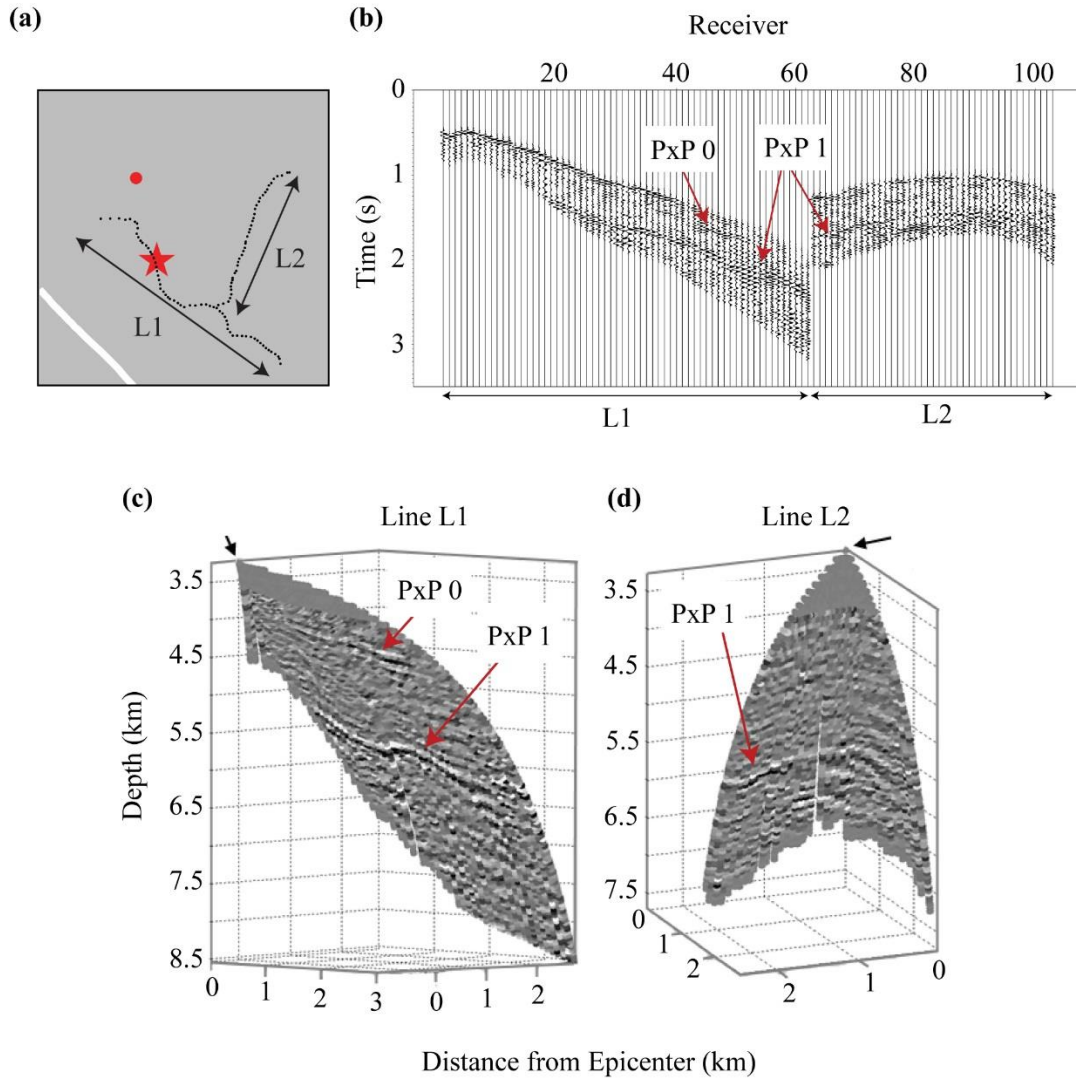 (a)
L1
L2
(b)
Receiver
20 40 60 80 100
Time (s)
0
1
2
3
PxP 0
PxP 1
L1
L2
(c)
Line L1
Depth (km)
3.5
4.5
5.5
6.5
7.5
8.5
PxP 0
PxP 1
0 1 2 3 0 1 2
(d)
Line L2
3.5
4.5
5.5
6.5
7.5
PxP 1
0 1 2 2 1 0
Distance from Epicenter (km)